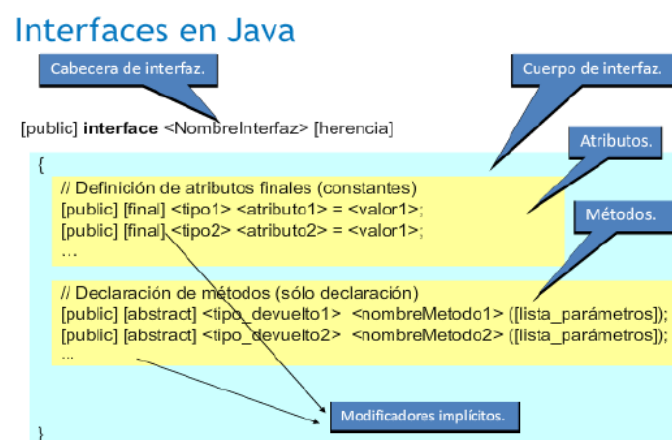 Interfaces en Java
Cabecera de interfaz.
Cuerpo de interfaz.
[public] interface <NombreInterfaz> [herencia]
Atributos.
{
// Definición de atributos finales (constantes)
[public] [final] <tipo1> <atributo1> = <valor1>;
[public] [final] <tipo2> <atributo2> = <valor1>;
...
Métodos.
// Declaración de métodos (sólo declaración)
[public] [abstract] <tipo_devuelto1> <nombreMetodo1> ([lista_parámetros]);
[public] [abstract] <tipo_devuelto2> <nombreMetodo2> ([lista_parámetros]);
...
Modificadores implícitos.
}